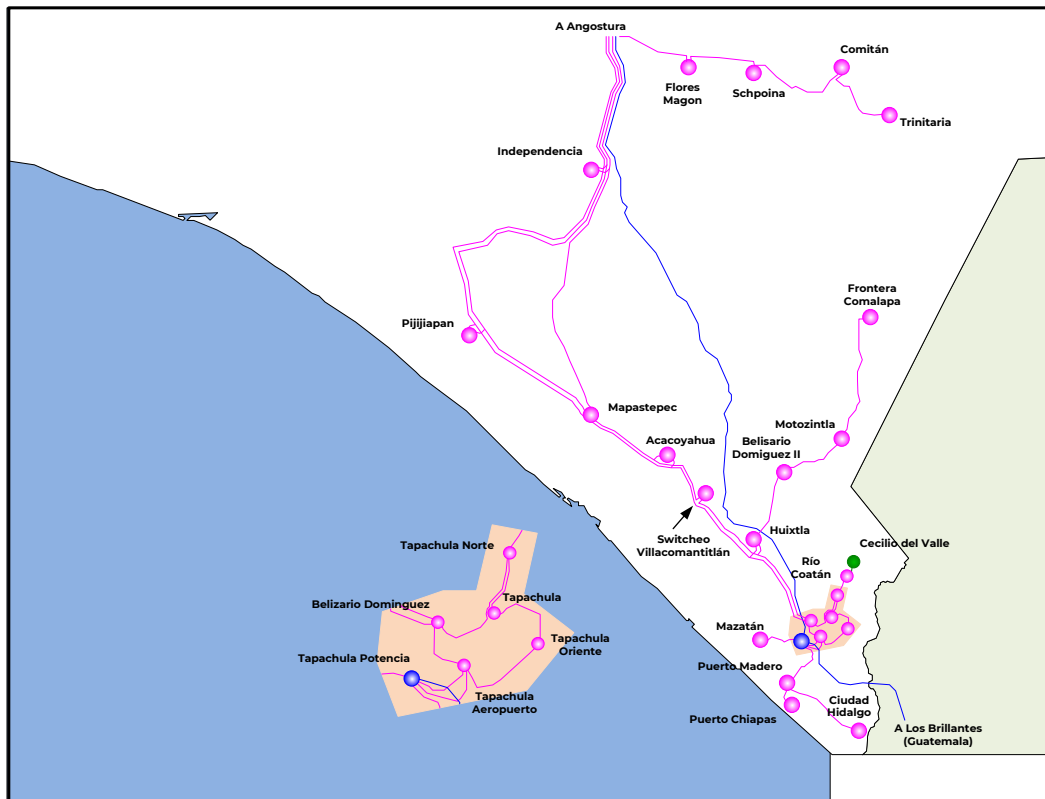 A Angostura
Comitán
Flores
Magon
Schpoina
Trinitaria
Independencia
Frontera
Comalapa
Pijijiapan
Mapastepec
Motozintla
Acacoyahua
Belisario
Domiguez II
Switcheo
Villacomantitlán
Huixtla
Cecilio del Valle
Río
Coatán
Tapachula Norte
Tapachula
Belizario Dominguez
Tapachula
Oriente
Mazatán
Tapachula Potencia
Puerto Madero
Tapachula
Aeropuerto
Puerto Chiapas
Ciudad
Hidalgo
A Los Brillantes
(Guatemala)